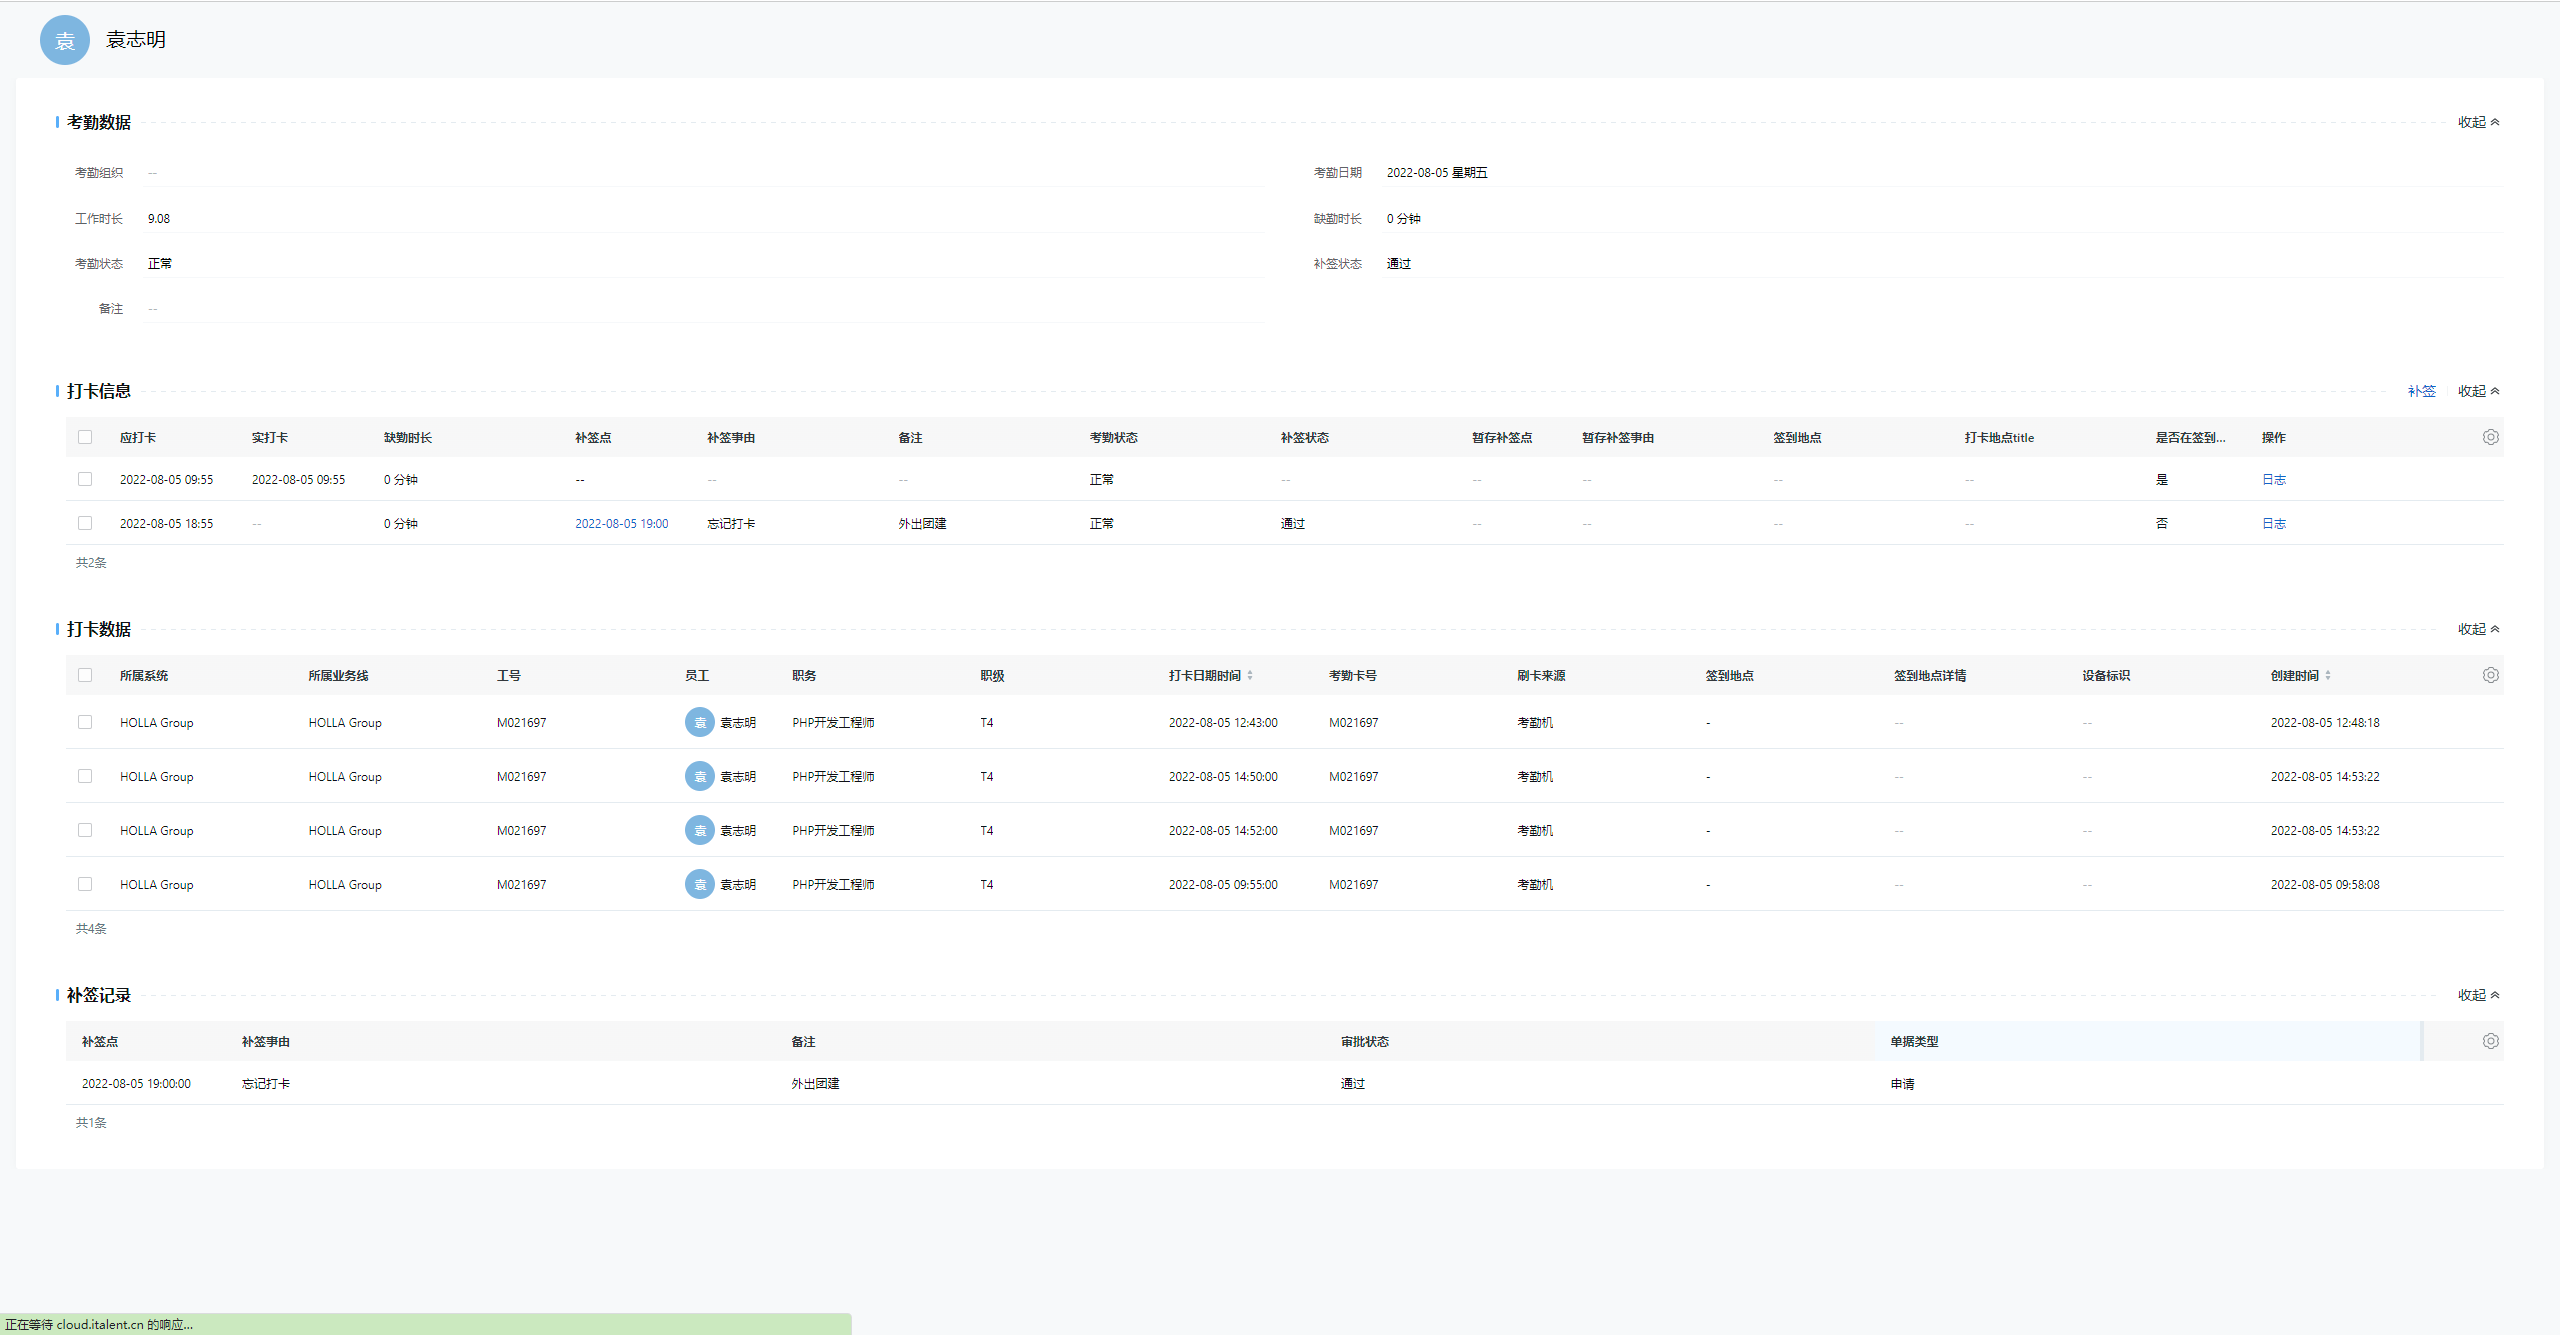 袁 袁志明
考勤数据 收起
考勤组织 -- 考勤日期 2022-08-05 星期五
工作时长 9.08 缺勤时长 0 分钟
考勤状态 正常 补签状态 通过
备注 --
打卡信息 补签 收起
应打卡 实打卡 缺勤时长 补签点 补签事由 备注 考勤状态 补签状态 暂存补签点 暂存补签事由 签到地点 打卡地点title 是否在签到... 操作
2022-08-05 09:55 2022-08-05 09:55 0 分钟 -- -- -- 正常 -- -- -- -- -- 是 日志
2022-08-05 18:55 -- 0 分钟 2022-08-05 19:00 忘记打卡 外出团建 正常 通过 -- -- -- -- 否 日志
共2条
打卡数据 收起
所属系统 所属业务线 工号 员工 职务 职级 打卡日期时间 考勤卡号 刷卡来源 签到地点 签到地点详情 设备标识 创建时间
HOLLA Group HOLLA Group M021697 袁 袁志明 PHP开发工程师 T4 2022-08-05 12:43:00 M021697 考勤机 - -- -- 2022-08-05 12:48:18
HOLLA Group HOLLA Group M021697 袁 袁志明 PHP开发工程师 T4 2022-08-05 14:50:00 M021697 考勤机 - -- -- 2022-08-05 14:53:22
HOLLA Group HOLLA Group M021697 袁 袁志明 PHP开发工程师 T4 2022-08-05 14:52:00 M021697 考勤机 - -- -- 2022-08-05 14:53:22
HOLLA Group HOLLA Group M021697 袁 袁志明 PHP开发工程师 T4 2022-08-05 09:55:00 M021697 考勤机 - -- -- 2022-08-05 09:58:08
共4条
补签记录 收起
补签点 补签事由 备注 审批状态 单据类型
2022-08-05 19:00:00 忘记打卡 外出团建 通过 申请
共1条
正在等待 cloud.italent.cn 的响应...